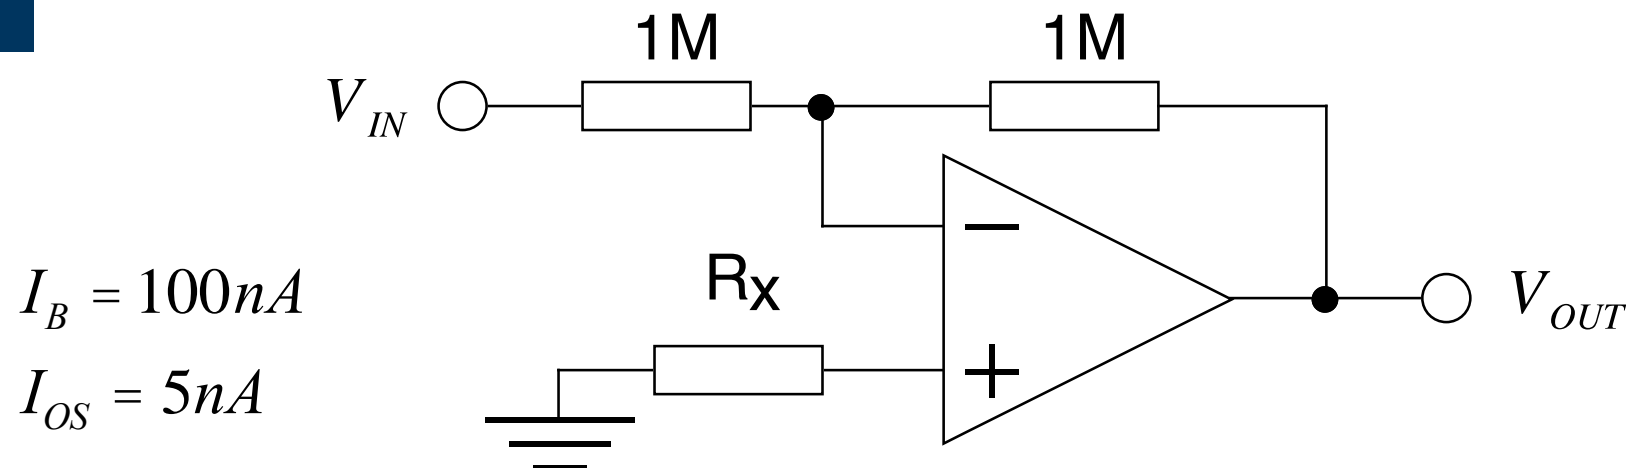 1M
1M
V_IN
−
Rx
I_B = 100nA
V_OUT
+
I_OS = 5nA